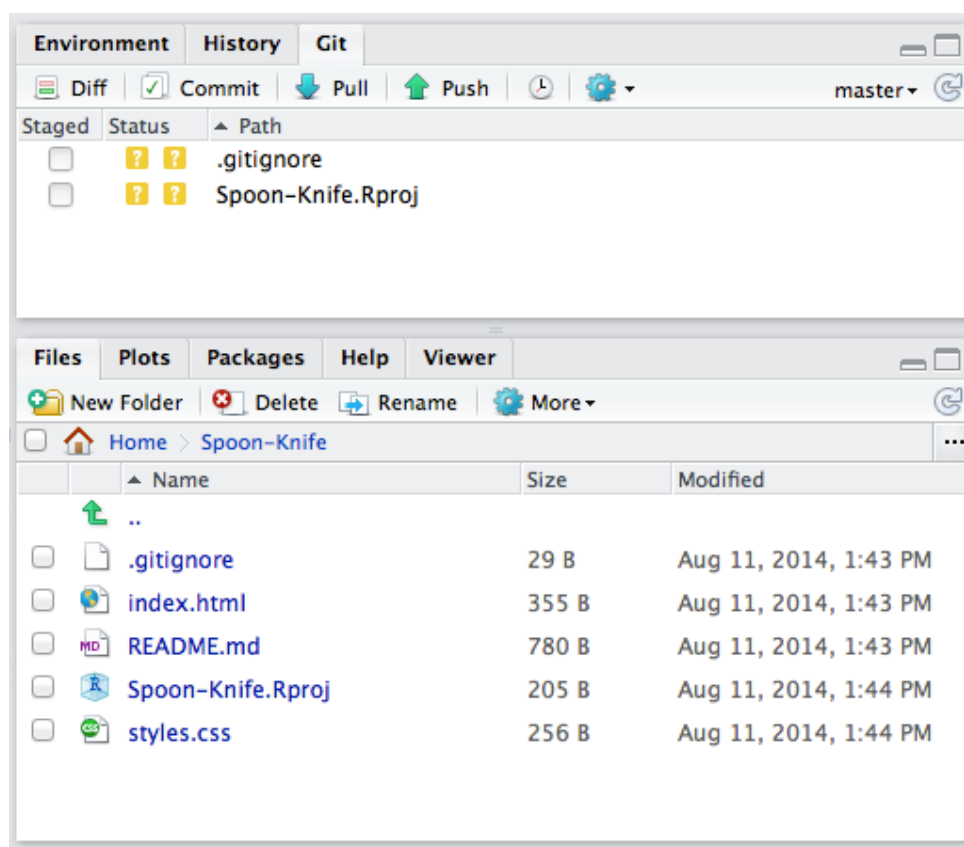 Environment History Git
Diff Commit Pull Push master
Staged Status Path
? ? .gitignore
? ? Spoon-Knife.Rproj
Files Plots Packages Help Viewer
New Folder Delete Rename More
Home Spoon-Knife ...
Name Size Modified
..
.gitignore 29 B Aug 11, 2014, 1:43 PM
index.html 355 B Aug 11, 2014, 1:43 PM
MD README.md 780 B Aug 11, 2014, 1:43 PM
R Spoon-Knife.Rproj 205 B Aug 11, 2014, 1:44 PM
CSS styles.css 256 B Aug 11, 2014, 1:44 PM